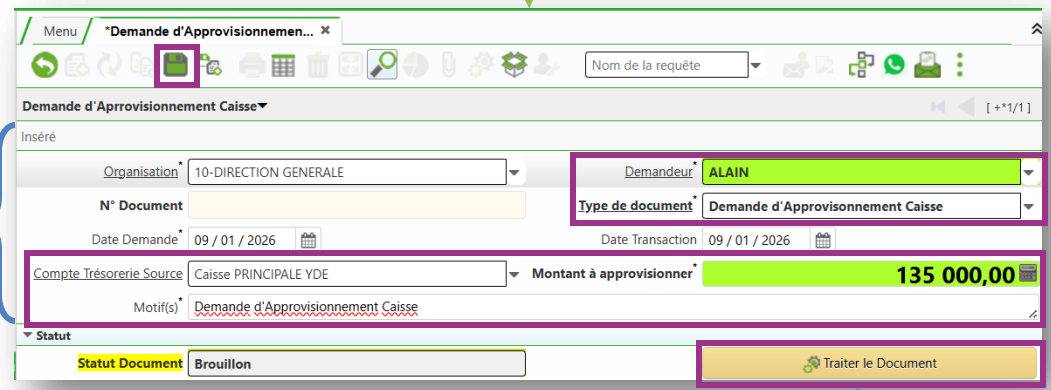 Menu
*Demande d'Approvisionnemen... ✖
Nom de la requête
Demande d'Aprrovisionnement Caisse
[ +*1/1 ]
Inséré
Organisation* 10-DIRECTION GENERALE Demandeur* ALAIN
N° Document Type de document* Demande d'Approvisonnement Caisse
Date Demande* 09 / 01 / 2026 Date Transaction 09 / 01 / 2026
Compte Trésorerie Source Caisse PRINCIPALE YDE Montant à approvisionner* 135 000,00
Motif(s)* Demande d'Approvisionnement Caisse
Statut
Statut Document Brouillon Traiter le Document